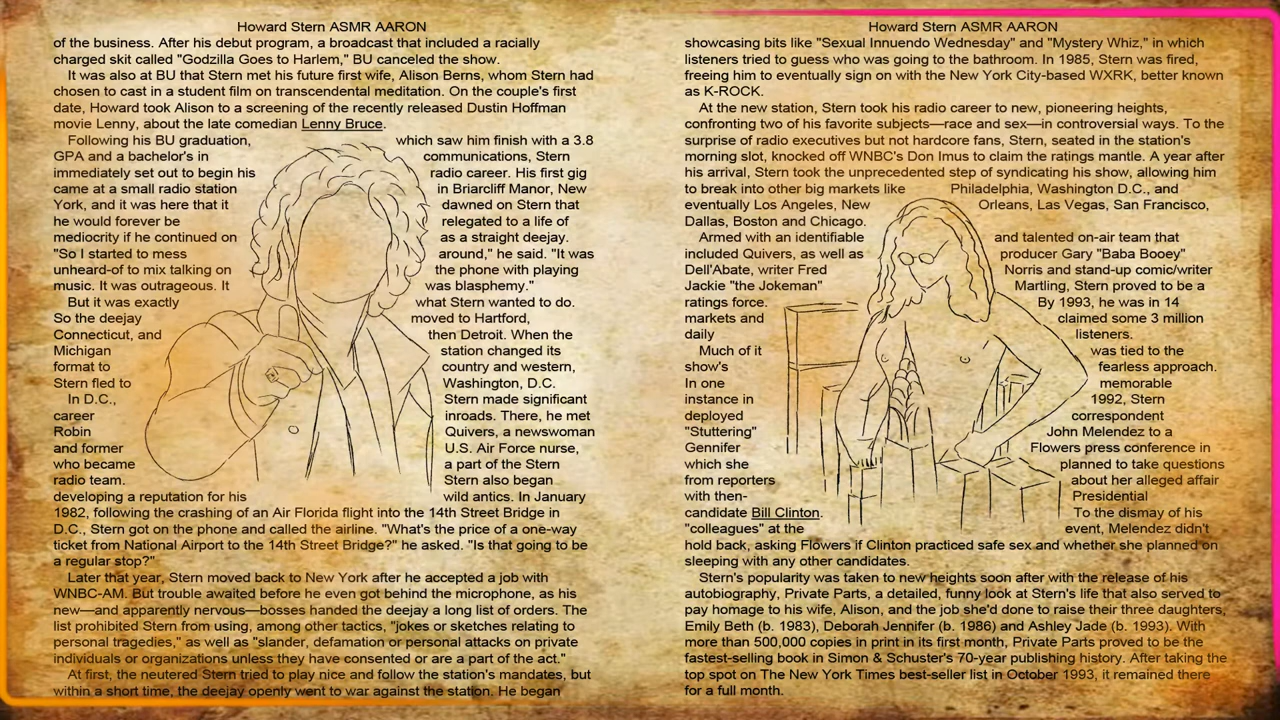 Howard Stern ASMR AARON
of the business. After his debut program, a broadcast that included a racially
charged skit called "Godzilla Goes to Harlem," BU canceled the show.
It was also at BU that Stern met his future first wife, Alison Berns, whom Stern had
chosen to cast in a student film on transcendental meditation. On the couple's first
date, Howard took Alison to a screening of the recently released Dustin Hoffman
movie Lenny, about the late comedian Lenny Bruce.
Following his BU graduation, which saw him finish with a 3.8
GPA and a bachelor's in communications, Stern
immediately set out to begin his radio career. His first gig
came at a small radio station in Briarcliff Manor, New
York, and it was here that it dawned on Stern that
he would forever be relegated to a life of
mediocrity if he continued on as a straight deejay.
"So I started to mess around," he said. "It was
unheard-of to mix talking on the phone with playing
music. It was outrageous. It was blasphemy."
But it was exactly what Stern wanted to do.
So the deejay moved to Hartford,
Connecticut, and then Detroit. When the
Michigan station changed its
format to country and western,
Stern fled to Washington, D.C.
In D.C., Stern made significant
career inroads. There, he met
Robin Quivers, a newswoman
and former U.S. Air Force nurse,
who became a part of the Stern
radio team. Stern also began
developing a reputation for his wild antics. In January
1982, following the crashing of an Air Florida flight into the 14th Street Bridge in
D.C., Stern got on the phone and called the airline. "What's the price of a one-way
ticket from National Airport to the 14th Street Bridge?" he asked. "Is that going to be
a regular stop?"
Later that year, Stern moved back to New York after he accepted a job with
WNBC-AM. But trouble awaited before he even got behind the microphone, as his
new—and apparently nervous—bosses handed the deejay a long list of orders. The
list prohibited Stern from using, among other tactics, "jokes or sketches relating to
personal tragedies," as well as "slander, defamation or personal attacks on private
individuals or organizations unless they have consented or are a part of the act."
At first, the neutered Stern tried to play nice and follow the station's mandates, but
within a short time, the deejay openly went to war against the station. He began
Howard Stern ASMR AARON
showcasing bits like "Sexual Innuendo Wednesday" and "Mystery Whiz," in which
listeners tried to guess who was going to the bathroom. In 1985, Stern was fired,
freeing him to eventually sign on with the New York City-based WXRK, better known
as K-ROCK.
At the new station, Stern took his radio career to new, pioneering heights,
confronting two of his favorite subjects—race and sex—in controversial ways. To the
surprise of radio executives but not hardcore fans, Stern, seated in the station's
morning slot, knocked off WNBC's Don Imus to claim the ratings mantle. A year after
his arrival, Stern took the unprecedented step of syndicating his show, allowing him
to break into other big markets like Philadelphia, Washington D.C., and
eventually Los Angeles, New Orleans, Las Vegas, San Francisco,
Dallas, Boston and Chicago.
Armed with an identifiable and talented on-air team that
included Quivers, as well as producer Gary "Baba Booey"
Dell'Abate, writer Fred Norris and stand-up comic/writer
Jackie "the Jokeman" Martling, Stern proved to be a
ratings force. By 1993, he was in 14
markets and claimed some 3 million
daily listeners.
Much of it was tied to the
show's fearless approach.
In one memorable
instance in 1992, Stern
deployed correspondent
"Stuttering" John Melendez to a
Gennifer Flowers press conference in
which she planned to take questions
from reporters about her alleged affair
with then- Presidential
candidate Bill Clinton. To the dismay of his
"colleagues" at the event, Melendez didn't
hold back, asking Flowers if Clinton practiced safe sex and whether she planned on
sleeping with any other candidates.
Stern's popularity was taken to new heights soon after with the release of his
autobiography, Private Parts, a detailed, funny look at Stern's life that also served to
pay homage to his wife, Alison, and the job she'd done to raise their three daughters,
Emily Beth (b. 1983), Deborah Jennifer (b. 1986) and Ashley Jade (b. 1993). With
more than 500,000 copies in print in its first month, Private Parts proved to be the
fastest-selling book in Simon & Schuster's 70-year publishing history. After taking the
top spot on The New York Times best-seller list in October 1993, it remained there
for a full month.